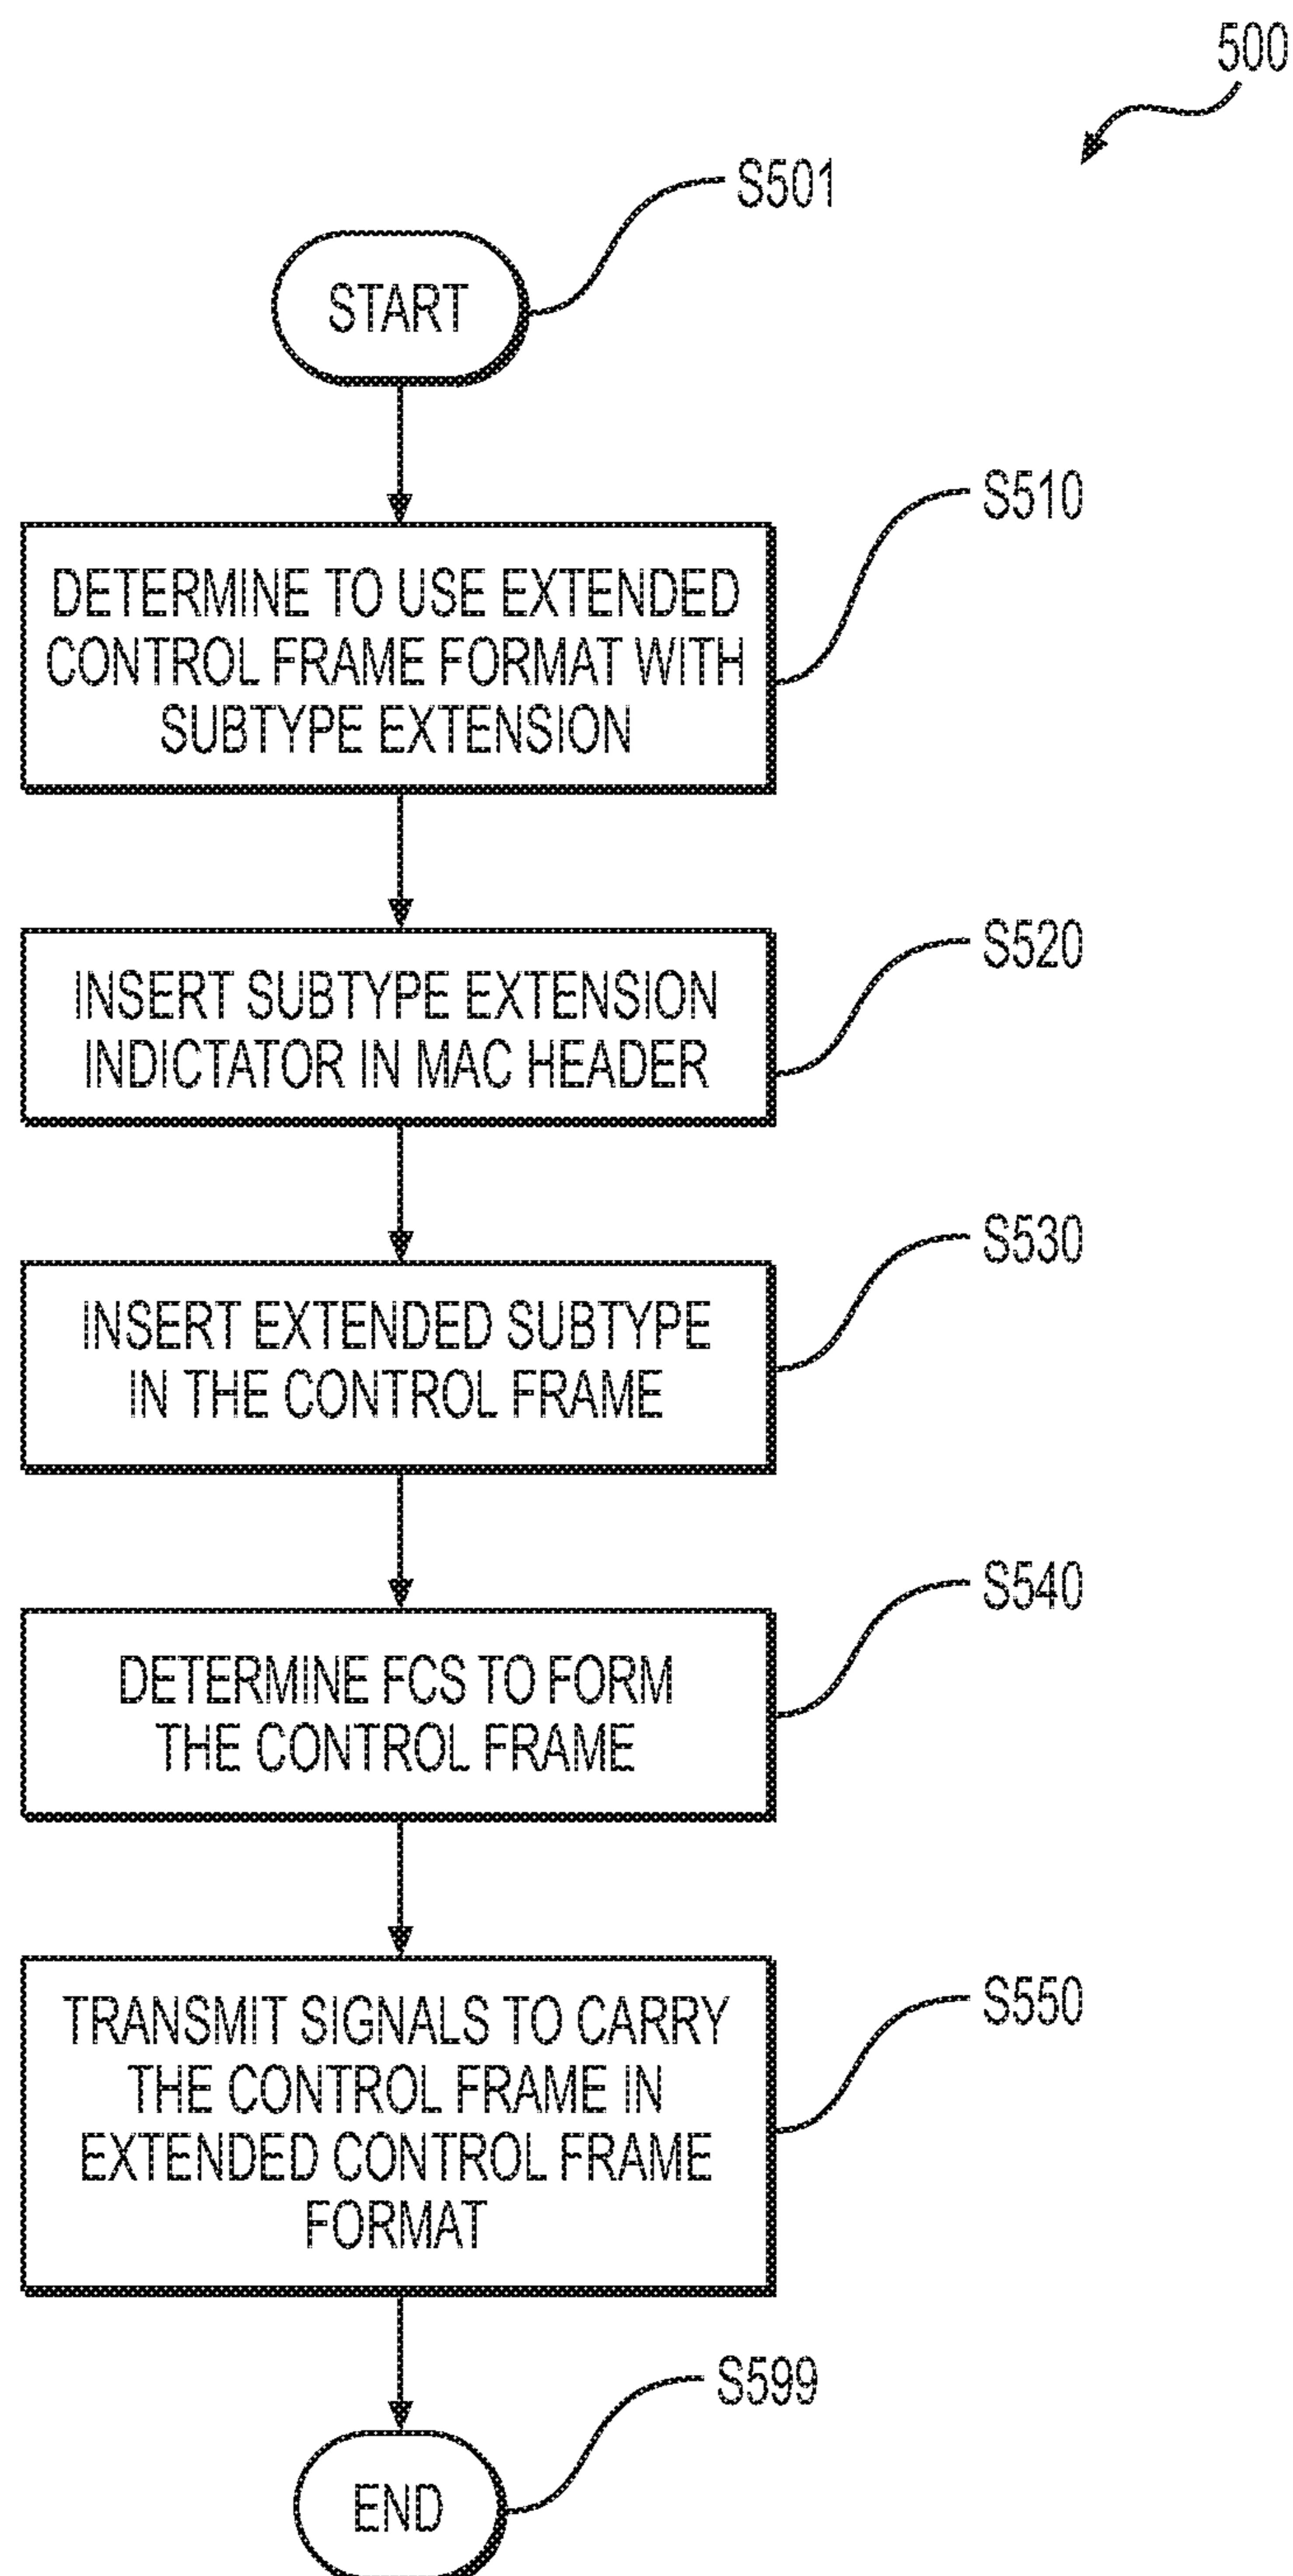 500
S501
START
S510
DETERMINE TO USE EXTENDED
CONTROL FRAME FORMAT WITH
SUBTYPE EXTENSION
S520
INSERT SUBTYPE EXTENSION
INDICTATOR IN MAC HEADER
S530
INSERT EXTENDED SUBTYPE
IN THE CONTROL FRAME
S540
DETERMINE FCS TO FORM
THE CONTROL FRAME
S550
TRANSMIT SIGNALS TO CARRY
THE CONTROL FRAME IN
EXTENDED CONTROL FRAME
FORMAT
S599
END